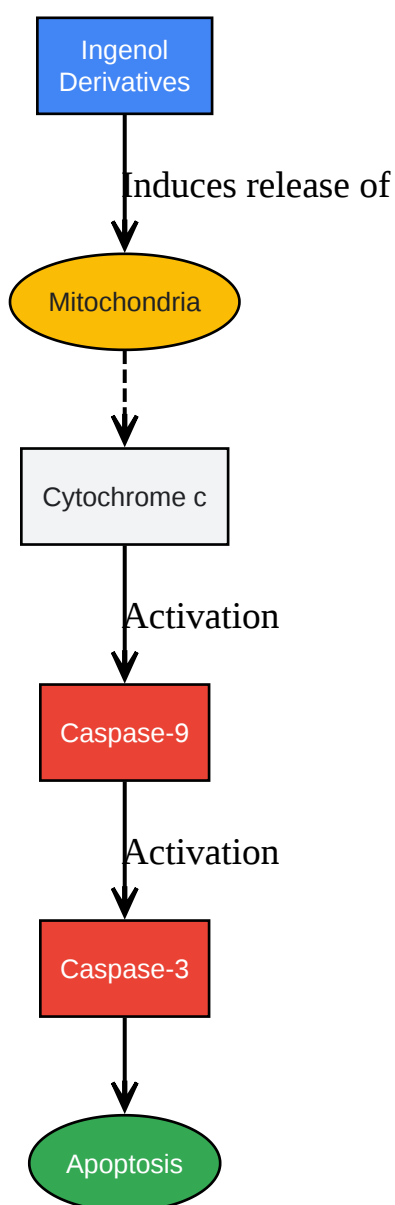 Ingenol
Derivatives
Induces release of
Mitochondria
Cytochrome c
Activation
Caspase-9
Activation
Caspase-3
Apoptosis